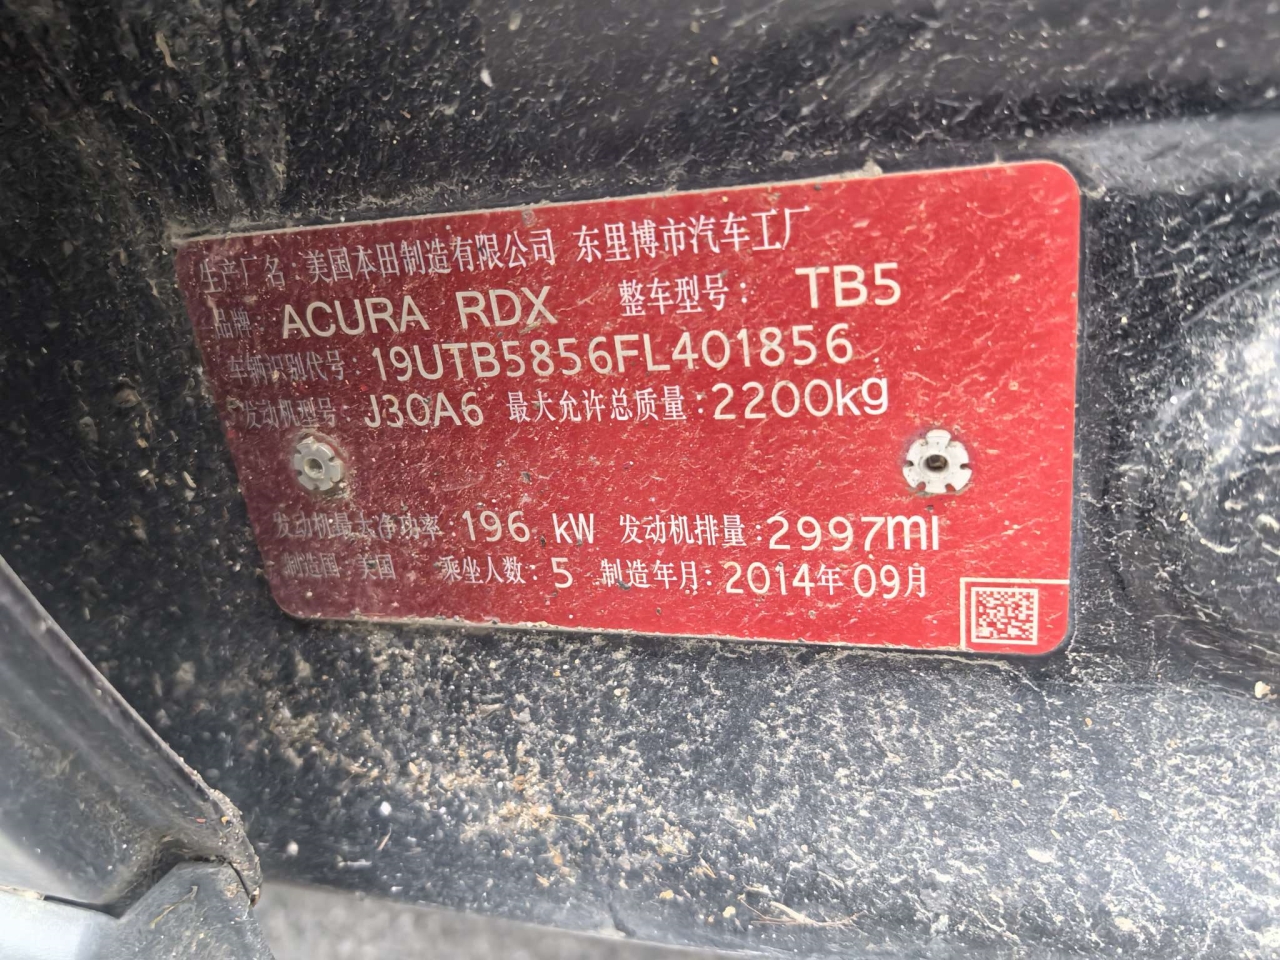 生产厂名：美国本田制造有限公司 东里博市汽车工厂
品牌：ACURA RDX 整车型号： TB5
车辆识别代号：19UTB5856FL401856
发动机型号：J30A6 最大允许总质量：2200kg
发动机最大净功率：196 kW 发动机排量：2997ml
制造国：美国 乘坐人数：5 制造年月：2014年09月